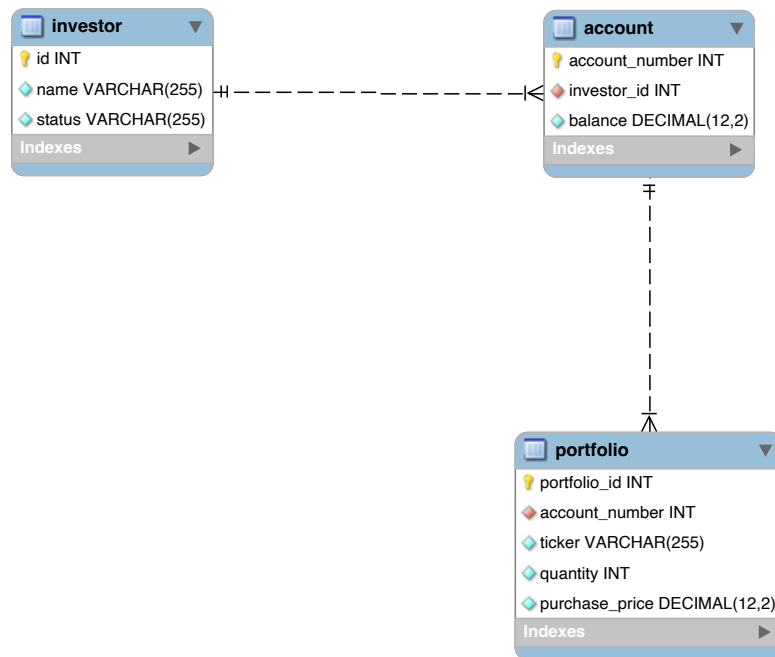 investor
id INT
name VARCHAR(255)
status VARCHAR(255)
Indexes
account
account_number INT
investor_id INT
balance DECIMAL(12,2)
Indexes
portfolio
portfolio_id INT
account_number INT
ticker VARCHAR(255)
quantity INT
purchase_price DECIMAL(12,2)
Indexes